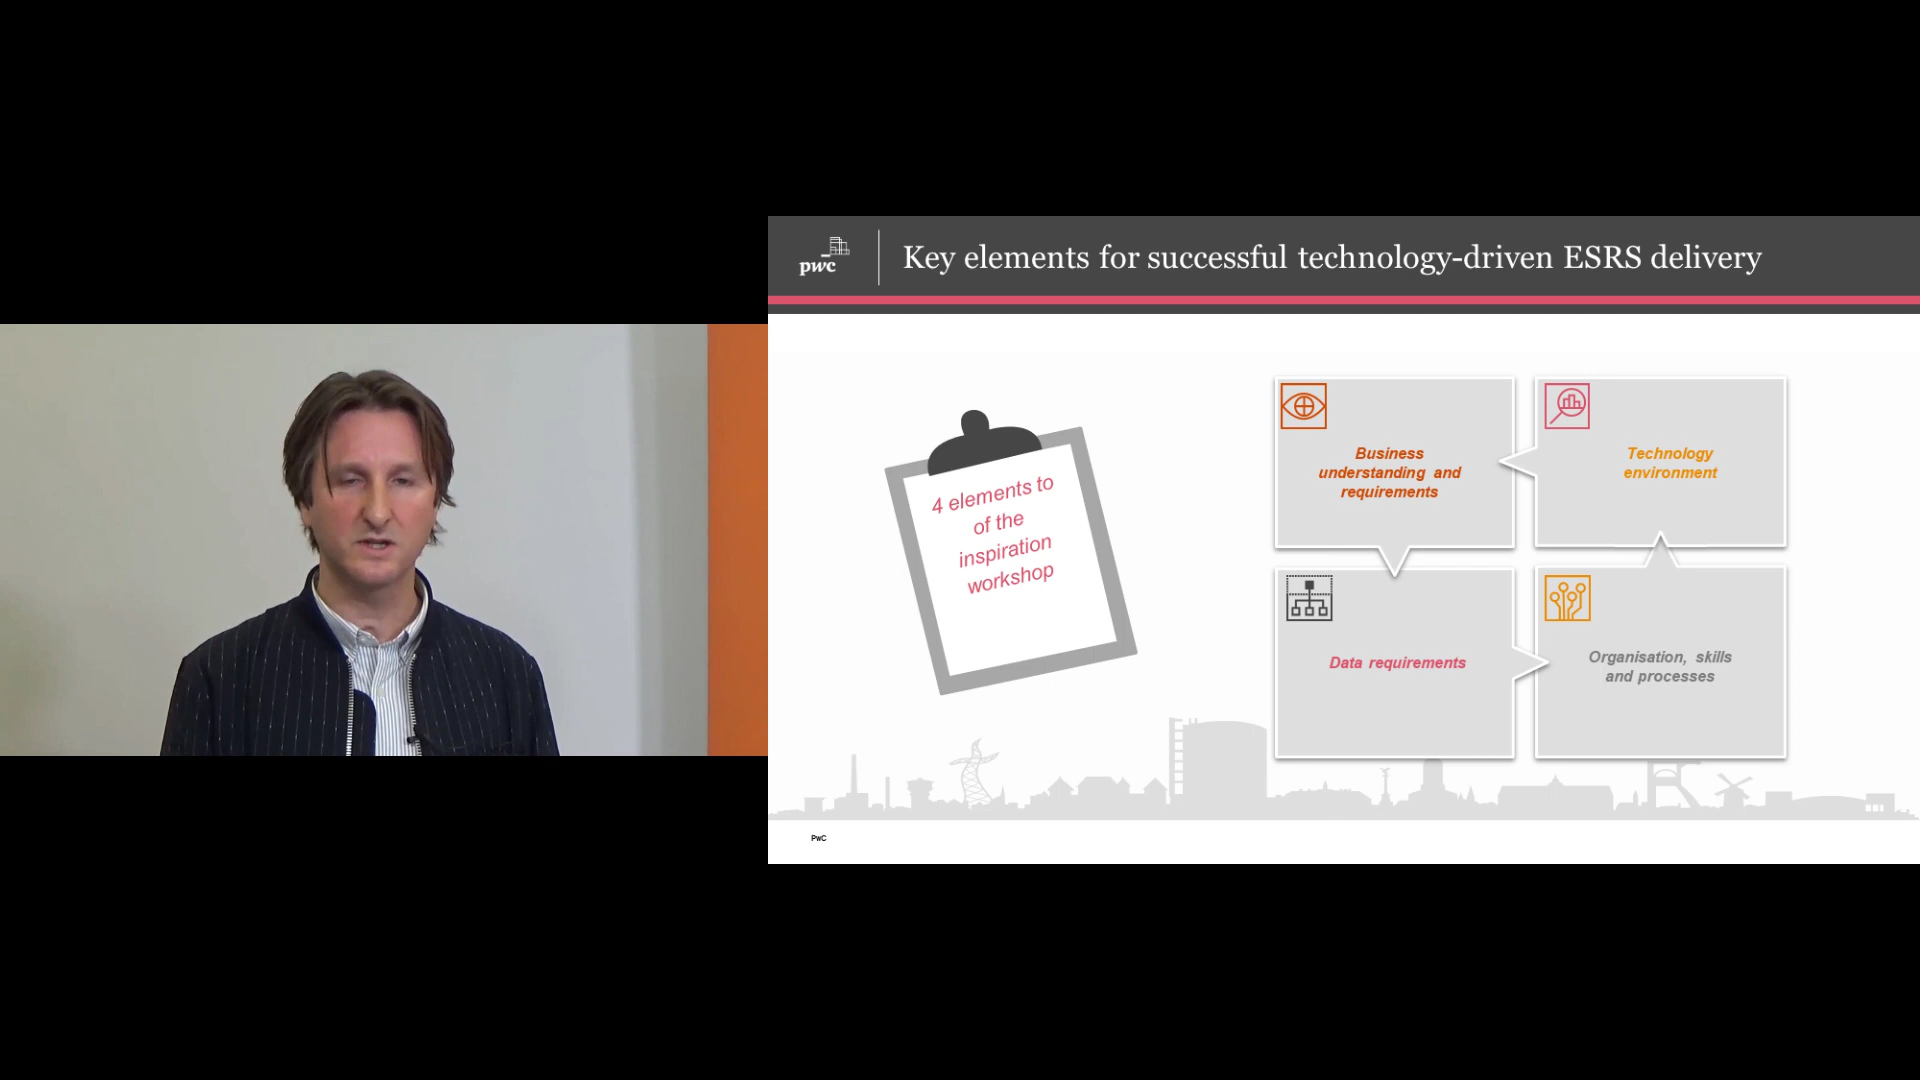 pwc
Key elements for successful technology-driven ESRS delivery
4 elements to
of the
inspiration
workshop
Business
understanding and
requirements
Technology
environment
Data requirements
Organisation, skills
and processes
PwC